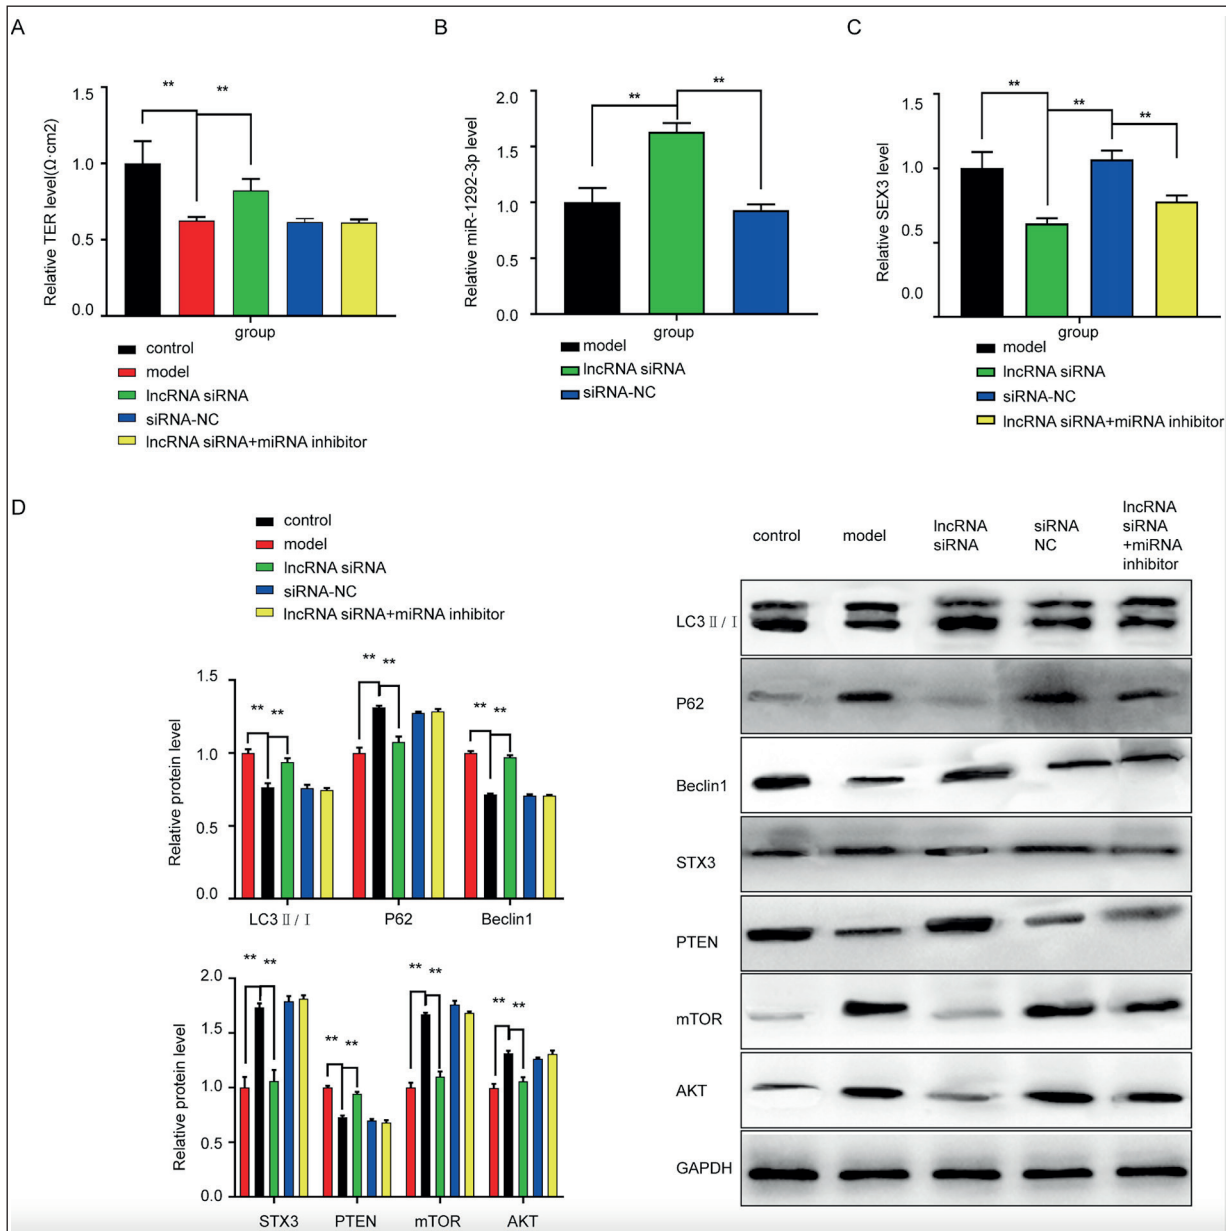 A
** **
Relative TER level(Ω·cm2)
1.0
0.5
0.0
group
control
model
lncRNA siRNA
siRNA-NC
lncRNA siRNA+miRNA inhibitor
B
** **
Relative miR-1292-3p level
2.0
1.5
1.0
0.5
0.0
group
model
lncRNA siRNA
siRNA-NC
C
** ** **
Relative SEX3 level
1.5
1.0
0.5
0.0
group
model
lncRNA siRNA
siRNA-NC
lncRNA siRNA+miRNA inhibitor
D
control
model
lncRNA siRNA
siRNA-NC
lncRNA siRNA+miRNA inhibitor
** ** ** ** ** **
Relative protein level
1.5
1.0
0.5
0.0
LC3 Ⅱ / Ⅰ P62 Beclin1
** ** ** ** ** ** ** **
Relative protein level
2.0
1.5
1.0
0.5
0.0
STX3 PTEN mTOR AKT
control
model
lncRNA
siRNA
siRNA
NC
lncRNA
siRNA
+miRNA
inhibitor
LC3 Ⅱ / Ⅰ
P62
Beclin1
STX3
PTEN
mTOR
AKT
GAPDH